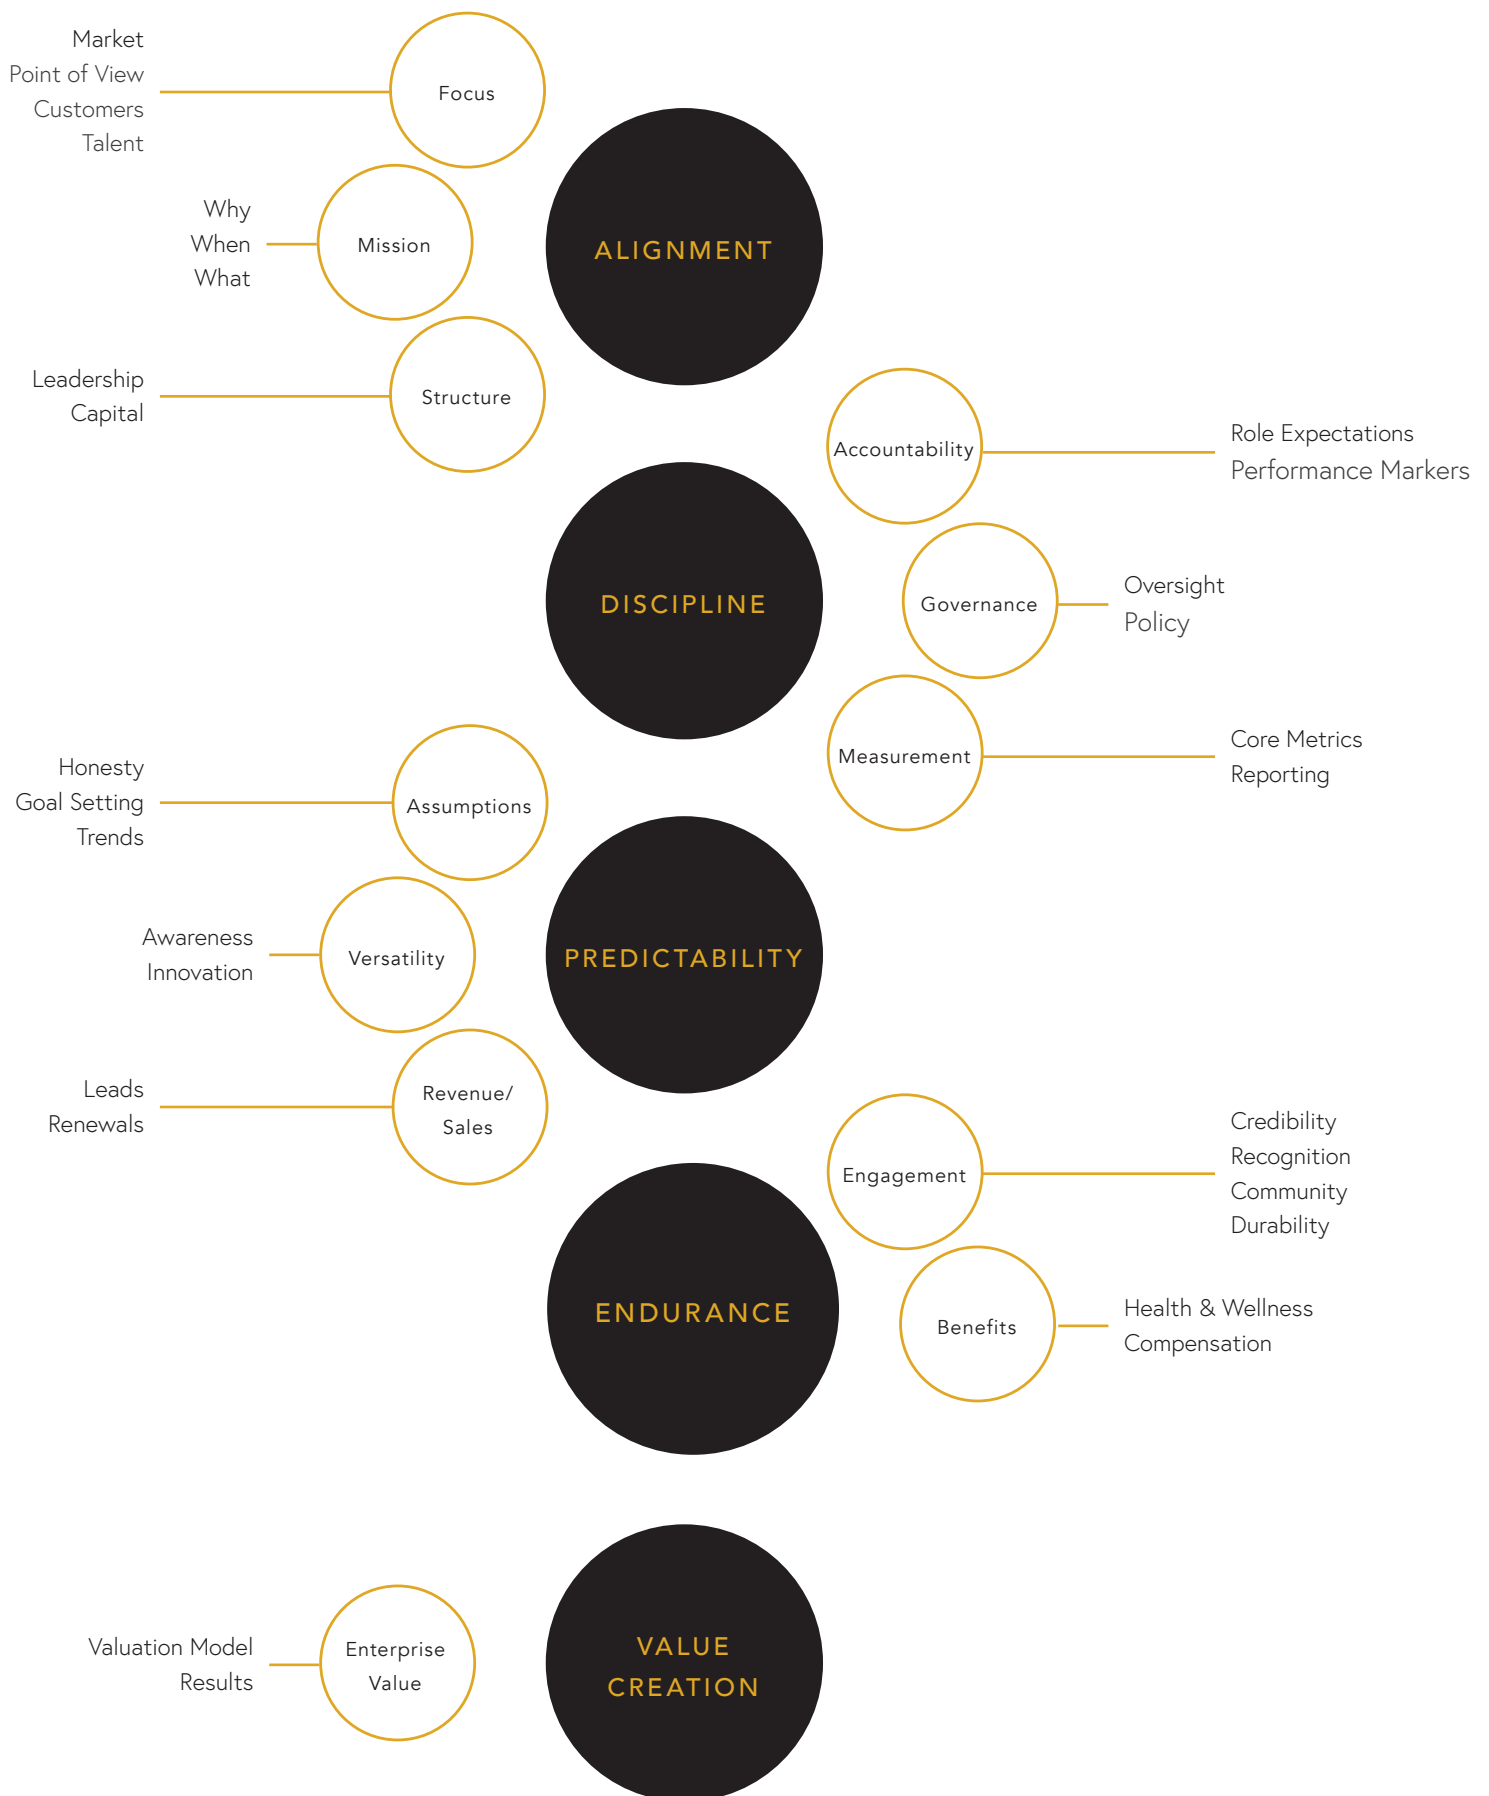 Market
Point of View
Customers
Talent
Focus
Why
When
What
Mission
ALIGNMENT
Leadership
Capital
Structure
Accountability
Role Expectations
Performance Markers
DISCIPLINE
Governance
Oversight
Policy
Measurement
Core Metrics
Reporting
Honesty
Goal Setting
Trends
Assumptions
Awareness
Innovation
Versatility
PREDICTABILITY
Leads
Renewals
Revenue/
Sales
Engagement
Credibility
Recognition
Community
Durability
ENDURANCE
Benefits
Health & Wellness
Compensation
Valuation Model
Results
Enterprise
Value
VALUE
CREATION